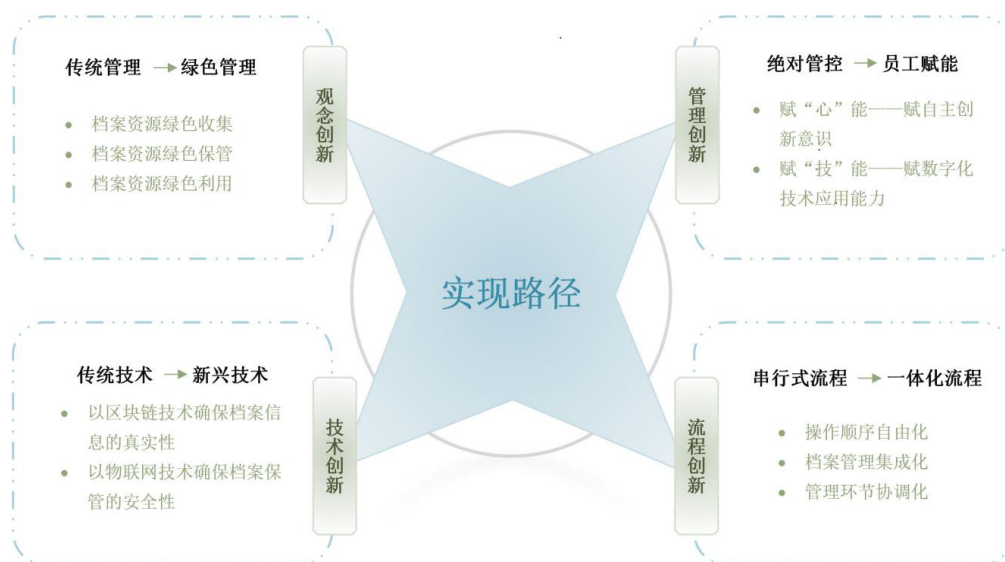 传统管理 → 绿色管理
• 档案资源绿色收集
• 档案资源绿色保管
• 档案资源绿色利用
观念创新
管理创新
绝对管控 → 员工赋能
• 赋“心”能——赋自主创
新意识
• 赋“技”能——赋数字化
技术应用能力
实现路径
传统技术 → 新兴技术
• 以区块链技术确保档案信
息的真实性
• 以物联网技术确保档案保
管的安全性
技术创新
流程创新
串行式流程 → 一体化流程
• 操作顺序自由化
• 档案管理集成化
• 管理环节协调化